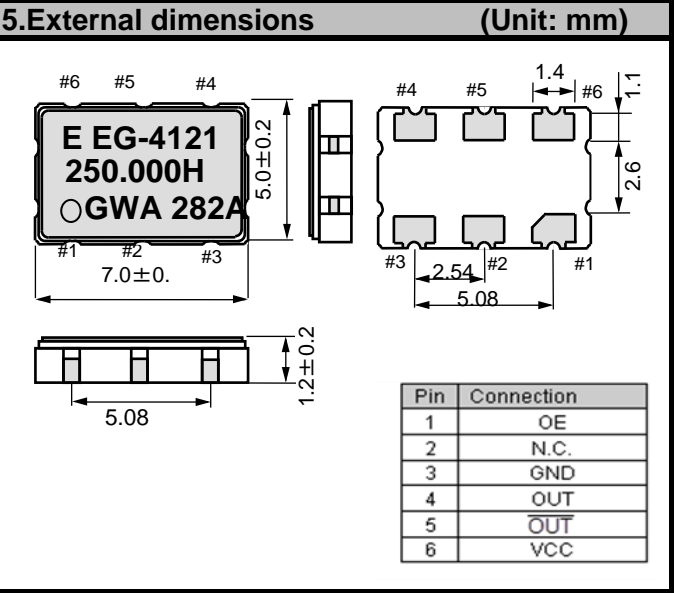 5.External dimensions (Unit: mm)
#6 #5 #4
E EG-4121
250.000H
○GWA 282A
#1 #2 #3
7.0±0.
5.0±0.2
#4 #5 #6
1.4
1.1
2.6
#3 #2 #1
2.54
5.08
1.2±0.2
5.08
Pin Connection
1 OE
2 N.C.
3 GND
4 OUT
5 O̅U̅T̅
6 VCC